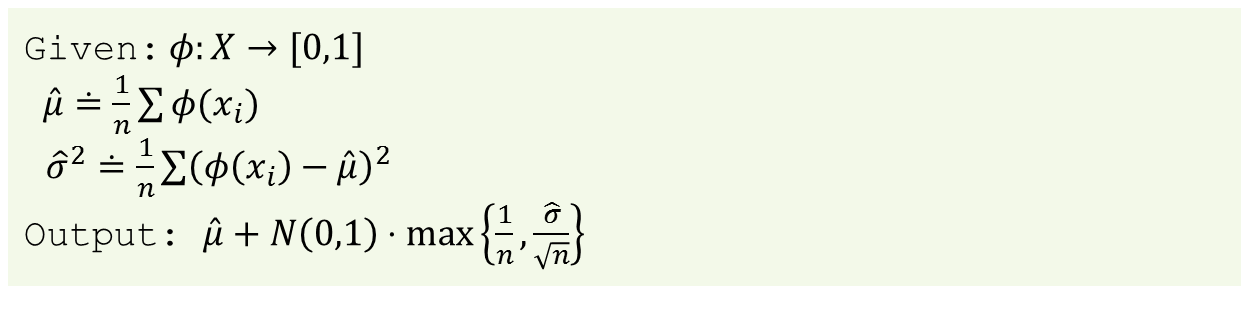 Given: ϕ: X → [0,1]
μ̂ ≐ 1/n ∑ ϕ(xᵢ)
σ̂² ≐ 1/n ∑(ϕ(xᵢ) − μ̂)²
Output: μ̂ + N(0,1) · max{1/n, σ̂/√n}